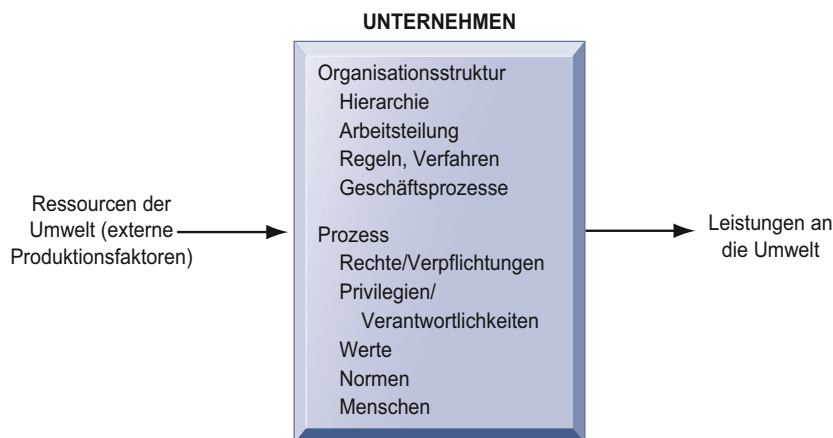 UNTERNEHMEN
Organisationsstruktur
Hierarchie
Arbeitsteilung
Regeln, Verfahren
Geschäftsprozesse
Ressourcen der
Umwelt (externe
Produktionsfaktoren)
Prozess
Rechte/Verpflichtungen
Privilegien/
Verantwortlichkeiten
Werte
Normen
Menschen
Leistungen an
die Umwelt